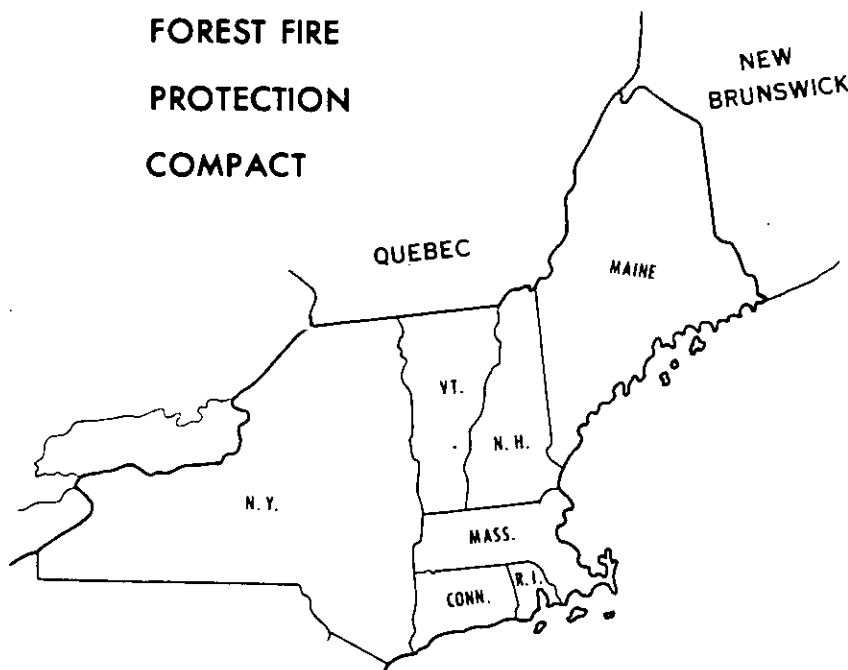 FOREST FIRE
PROTECTION
COMPACT
NEW
BRUNSWICK
QUEBEC
MAINE
VT.
N. H.
N. Y.
MASS.
R. I.
CONN.